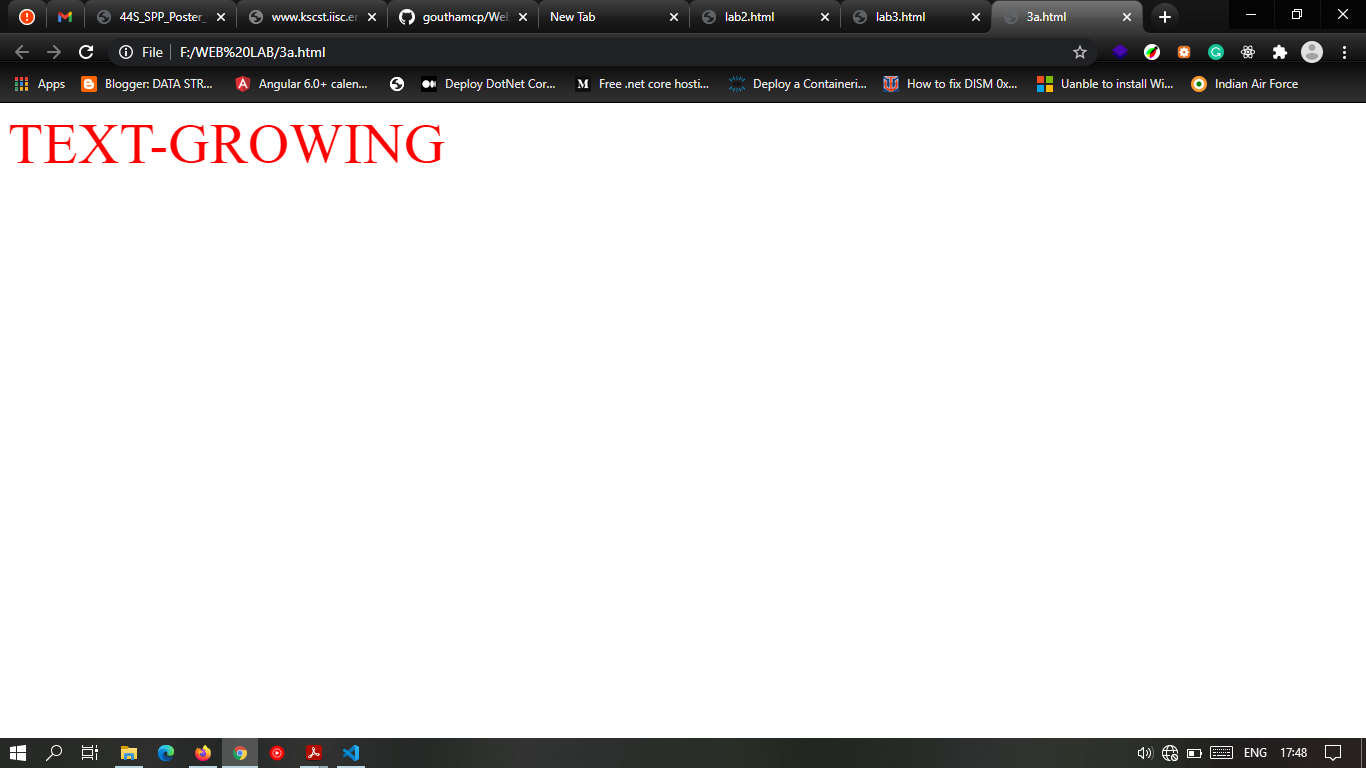 44S_SPP_Poster_ www.kscst.iisc.er gouthamcp/Web New Tab lab2.html lab3.html 3a.html
File F:/WEB%20LAB/3a.html
Apps Blogger: DATA STR... Angular 6.0+ calen... Deploy DotNet Cor... Free .net core hosti... Deploy a Containeri... How to fix DISM 0x... Uanble to install Wi... Indian Air Force
TEXT-GROWING
ENG 17:48